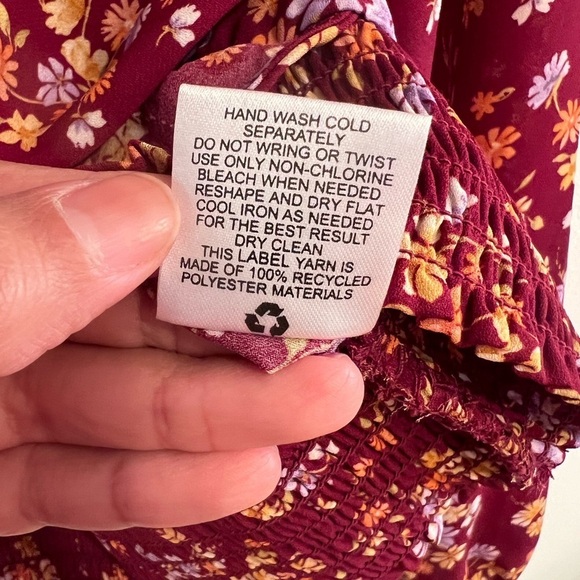 HAND WASH COLD
SEPARATELY
DO NOT WRING OR TWIST
USE ONLY NON-CHLORINE
BLEACH WHEN NEEDED
RESHAPE AND DRY FLAT
COOL IRON AS NEEDED
FOR THE BEST RESULT
DRY CLEAN
THIS LABEL YARN IS
MADE OF 100% RECYCLED
POLYESTER MATERIALS